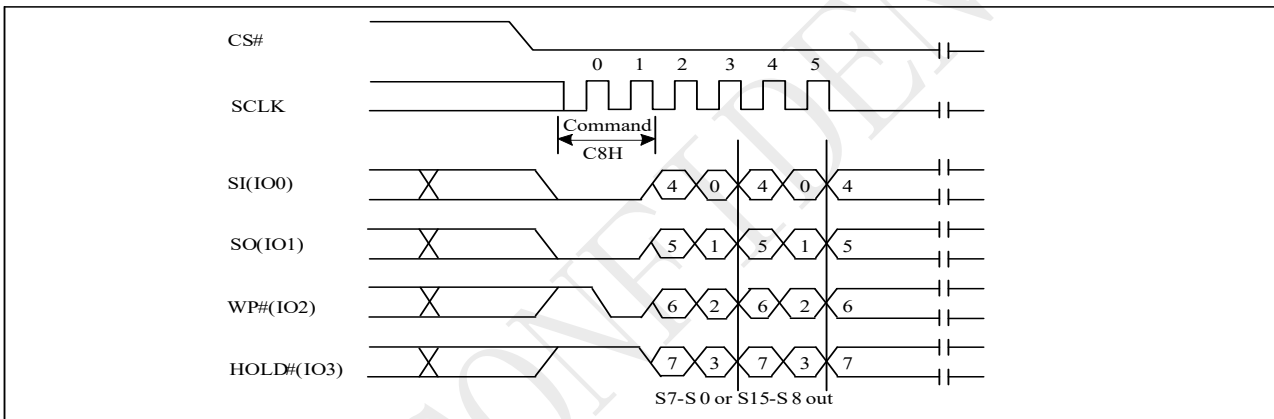 CS#
0 1 2 3 4 5
SCLK
Command
C8H
SI(IO0) 4 0 4 0 4
SO(IO1) 5 1 5 1 5
WP#(IO2) 6 2 6 2 6
HOLD#(IO3) 7 3 7 3 7
S7-S0 or S15-S8 out